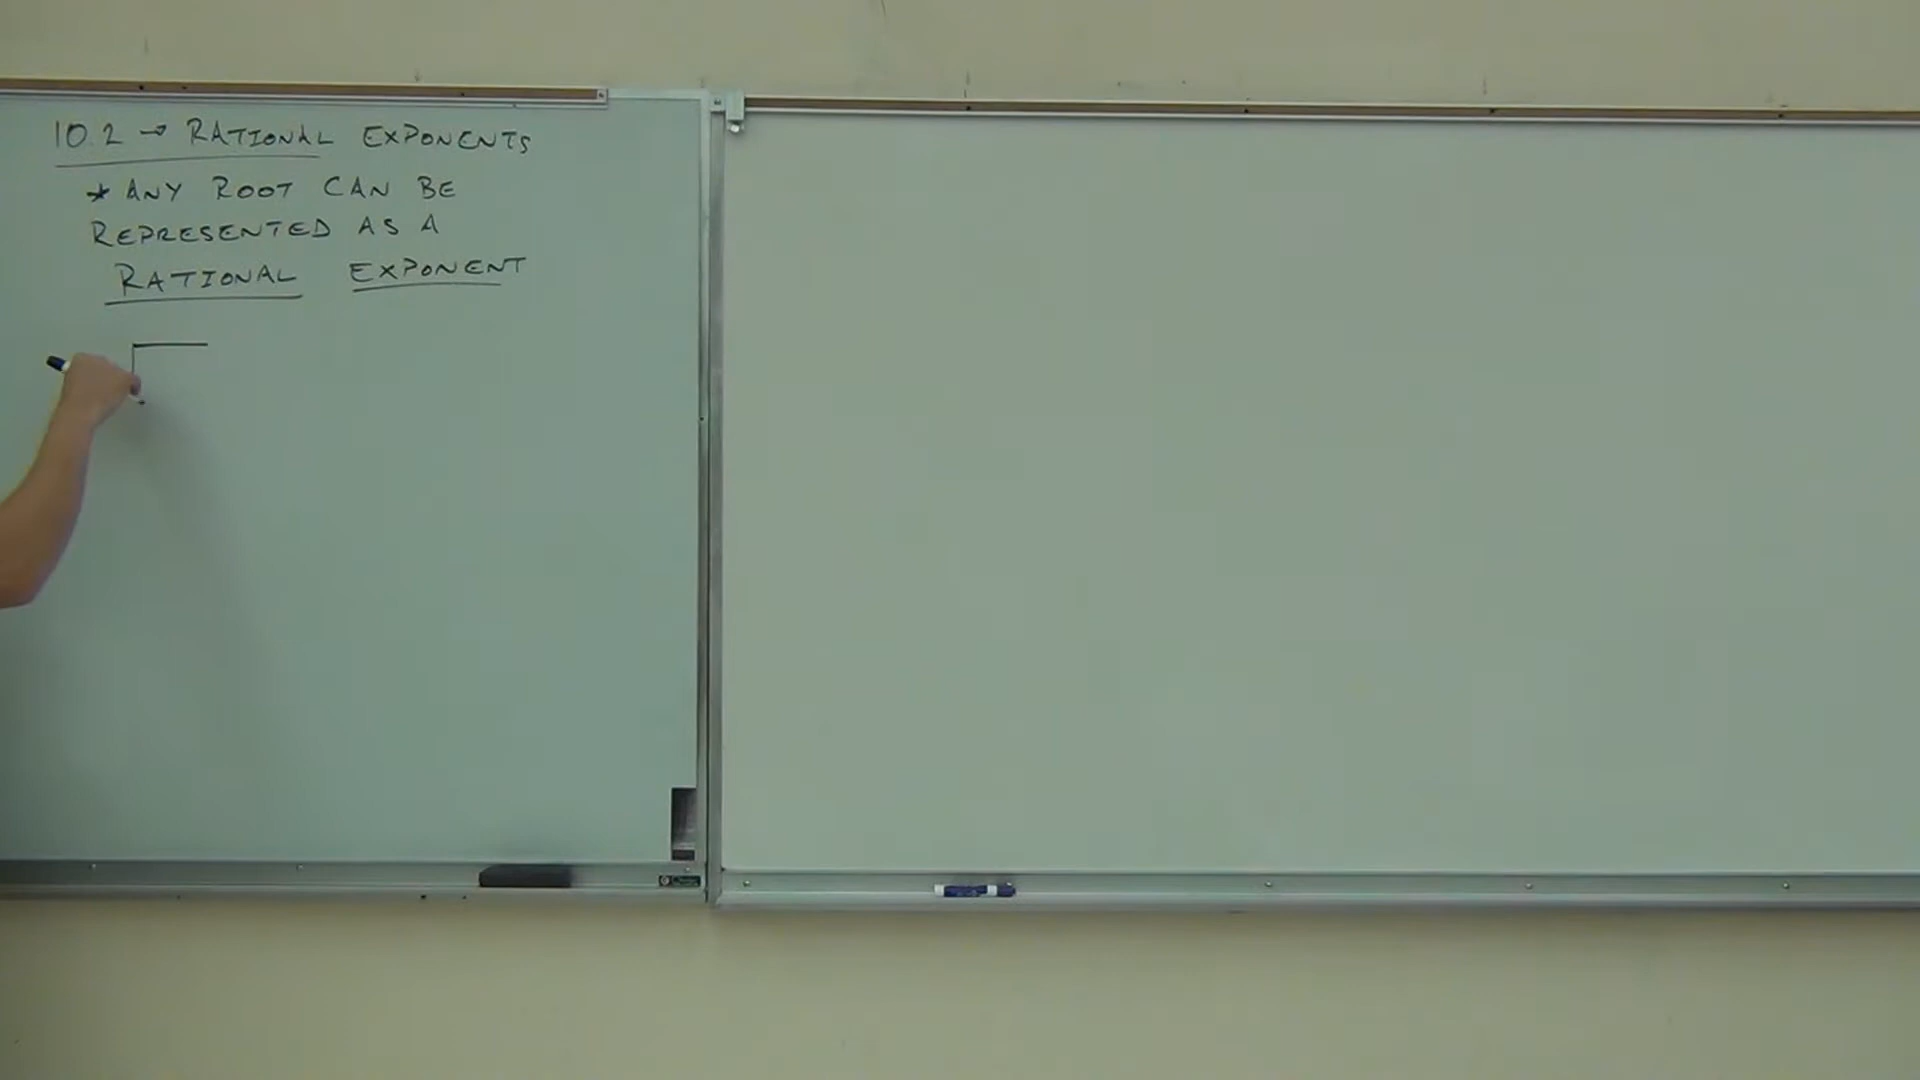 10.2 → RATIONAL EXPONENTS
* ANY ROOT CAN BE
REPRESENTED AS A
RATIONAL EXPONENT